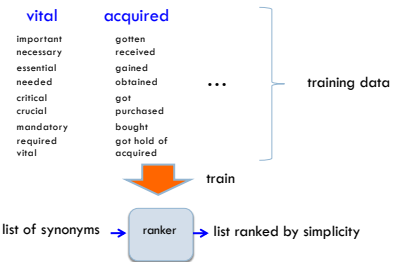 vital
important
necessary
essential
needed
critical
crucial
mandatory
required
vital
acquired
gotten
received
gained
obtained
got
purchased
bought
got hold of
acquired
...
training data
train
list of synonyms
ranker
list ranked by simplicity